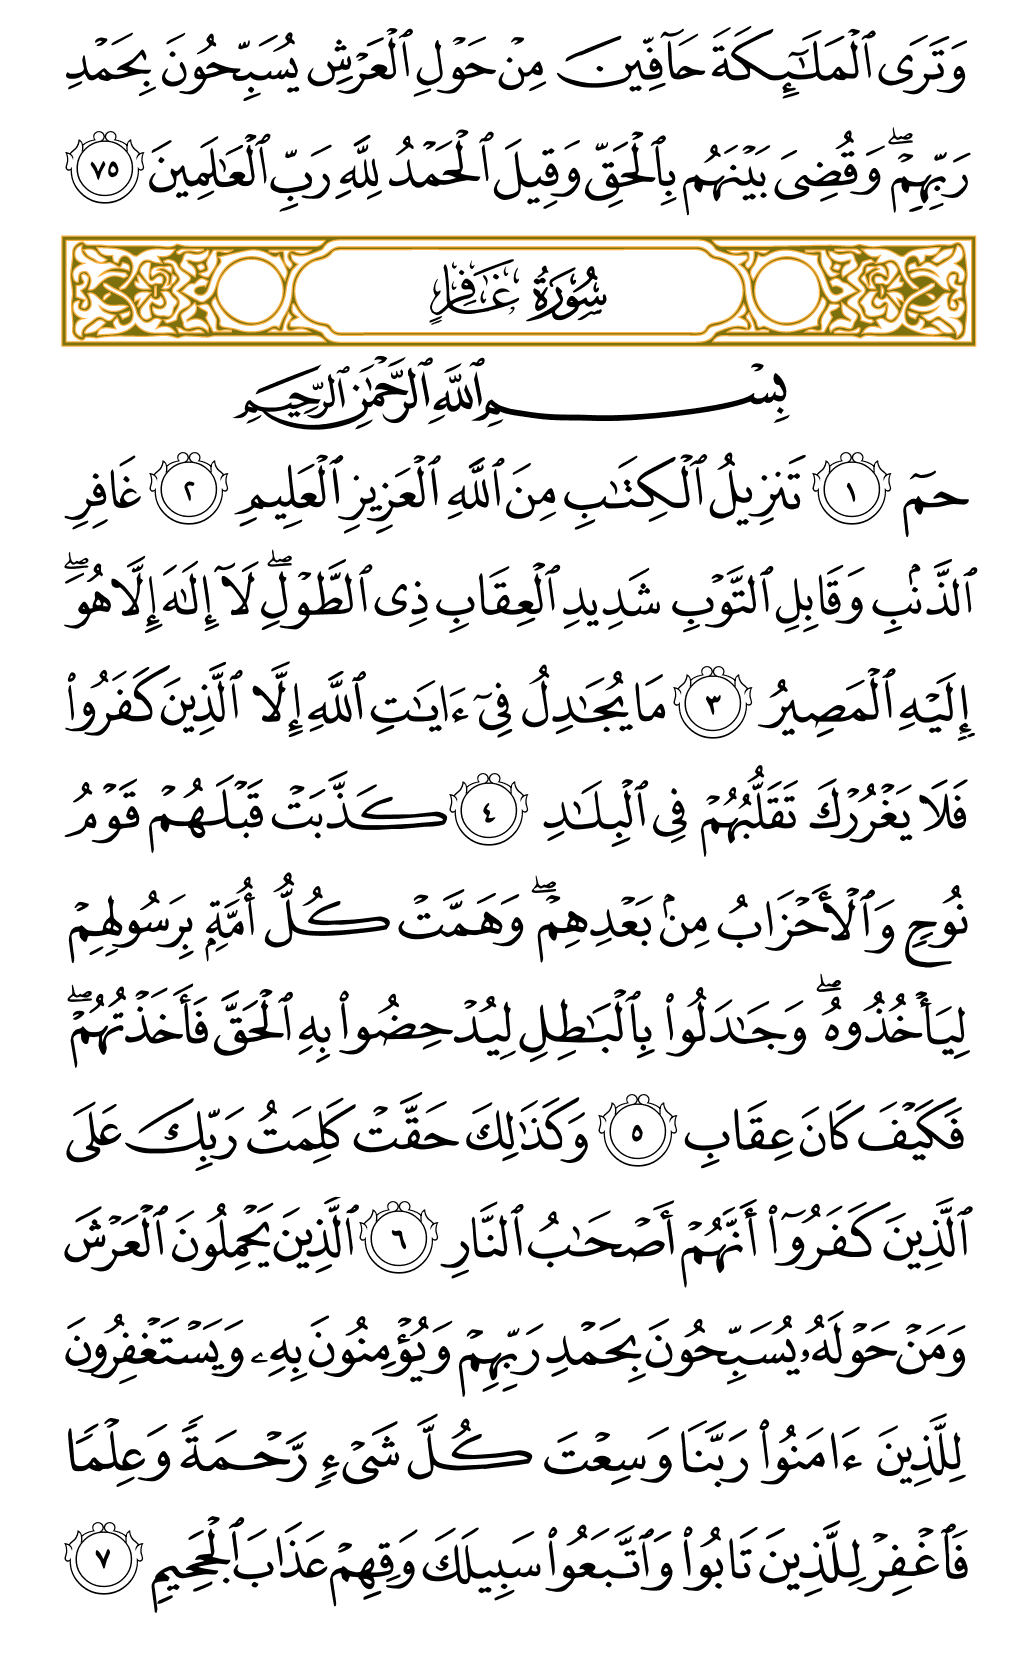 وَتَرَى ٱلْمَلَـٰٓئِكَةَ حَآفِّينَ مِنْ حَوْلِ ٱلْعَرْشِ يُسَبِّحُونَ بِحَمْدِ
رَبِّهِمْ ۖ وَقُضِىَ بَيْنَهُم بِٱلْحَقِّ وَقِيلَ ٱلْحَمْدُ لِلَّهِ رَبِّ ٱلْعَـٰلَمِينَ ٧٥
سُورَةُ غَافِرٍ
بِسْمِ ٱللَّهِ ٱلرَّحْمَـٰنِ ٱلرَّحِيمِ
حمٓ ١ تَنزِيلُ ٱلْكِتَـٰبِ مِنَ ٱللَّهِ ٱلْعَزِيزِ ٱلْعَلِيمِ ٢ غَافِرِ
ٱلذَّنۢبِ وَقَابِلِ ٱلتَّوْبِ شَدِيدِ ٱلْعِقَابِ ذِى ٱلطَّوْلِ ۖ لَآ إِلَـٰهَ إِلَّا هُوَ ۖ
إِلَيْهِ ٱلْمَصِيرُ ٣ مَا يُجَـٰدِلُ فِىٓ ءَايَـٰتِ ٱللَّهِ إِلَّا ٱلَّذِينَ كَفَرُوا۟
فَلَا يَغْرُرْكَ تَقَلُّبُهُمْ فِى ٱلْبِلَـٰدِ ٤ كَذَّبَتْ قَبْلَهُمْ قَوْمُ
نُوحٍ وَٱلْأَحْزَابُ مِنۢ بَعْدِهِمْ ۖ وَهَمَّتْ كُلُّ أُمَّةٍۭ بِرَسُولِهِمْ
لِيَأْخُذُوهُ ۖ وَجَـٰدَلُوا۟ بِٱلْبَـٰطِلِ لِيُدْحِضُوا۟ بِهِ ٱلْحَقَّ فَأَخَذْتُهُمْ ۖ
فَكَيْفَ كَانَ عِقَابِ ٥ وَكَذَٰلِكَ حَقَّتْ كَلِمَتُ رَبِّكَ عَلَى
ٱلَّذِينَ كَفَرُوٓا۟ أَنَّهُمْ أَصْحَـٰبُ ٱلنَّارِ ٦ ٱلَّذِينَ يَحْمِلُونَ ٱلْعَرْشَ
وَمَنْ حَوْلَهُۥ يُسَبِّحُونَ بِحَمْدِ رَبِّهِمْ وَيُؤْمِنُونَ بِهِۦ وَيَسْتَغْفِرُونَ
لِلَّذِينَ ءَامَنُوا۟ رَبَّنَا وَسِعْتَ كُلَّ شَىْءٍ رَّحْمَةً وَعِلْمًا
فَٱغْفِرْ لِلَّذِينَ تَابُوا۟ وَٱتَّبَعُوا۟ سَبِيلَكَ وَقِهِمْ عَذَابَ ٱلْجَحِيمِ ٧